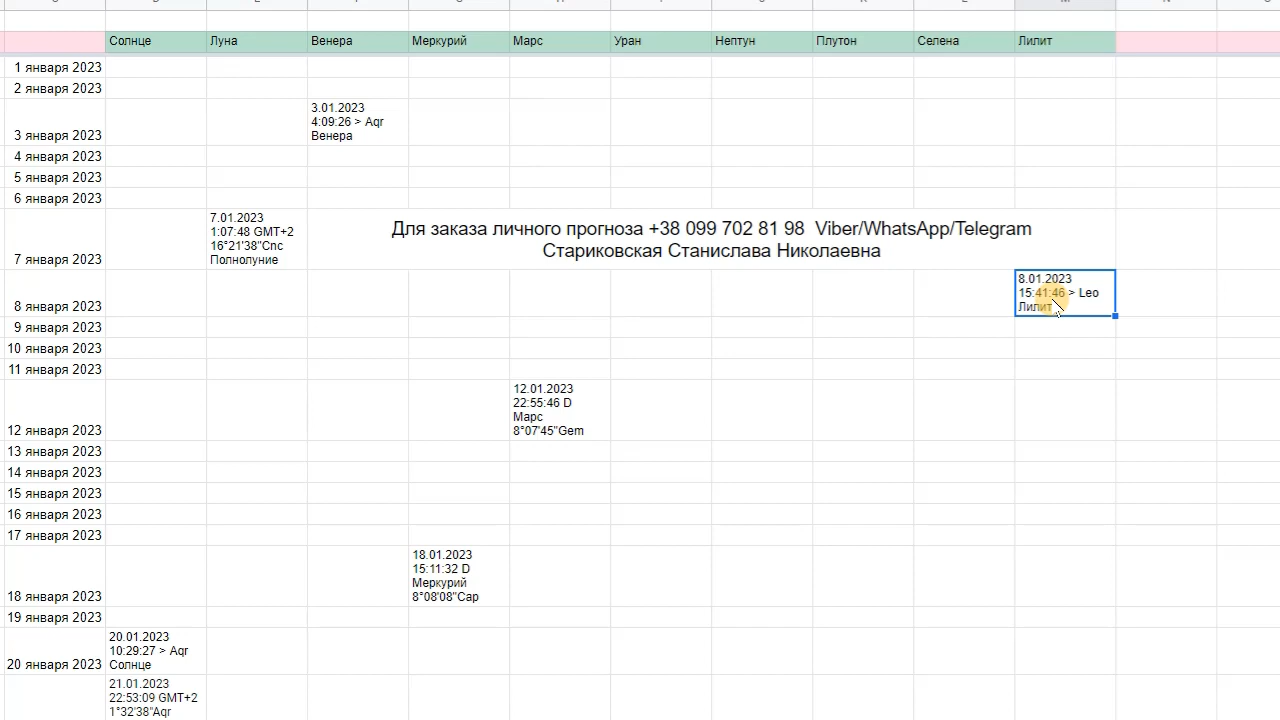 Солнце Луна Венера Меркурий Марс Уран Нептун Плутон Селена Лилит
1 января 2023
2 января 2023
3.01.2023
4:09:26 > Aqr
Венера
3 января 2023
4 января 2023
5 января 2023
6 января 2023
7.01.2023
1:07:48 GMT+2
16°21'38"Cnc
Полнолуние
7 января 2023
Для заказа личного прогноза +38 099 702 81 98 Viber/WhatsApp/Telegram
Стариковская Станислава Николаевна
8.01.2023
15:41:46 > Leo
Лилит
8 января 2023
9 января 2023
10 января 2023
11 января 2023
12.01.2023
22:55:46 D
Марс
8°07'45"Gem
12 января 2023
13 января 2023
14 января 2023
15 января 2023
16 января 2023
17 января 2023
18.01.2023
15:11:32 D
Меркурий
8°08'08"Cap
18 января 2023
19 января 2023
20.01.2023
10:29:27 > Aqr
Солнце
20 января 2023
21.01.2023
22:53:09 GMT+2
1°32'38"Aqr